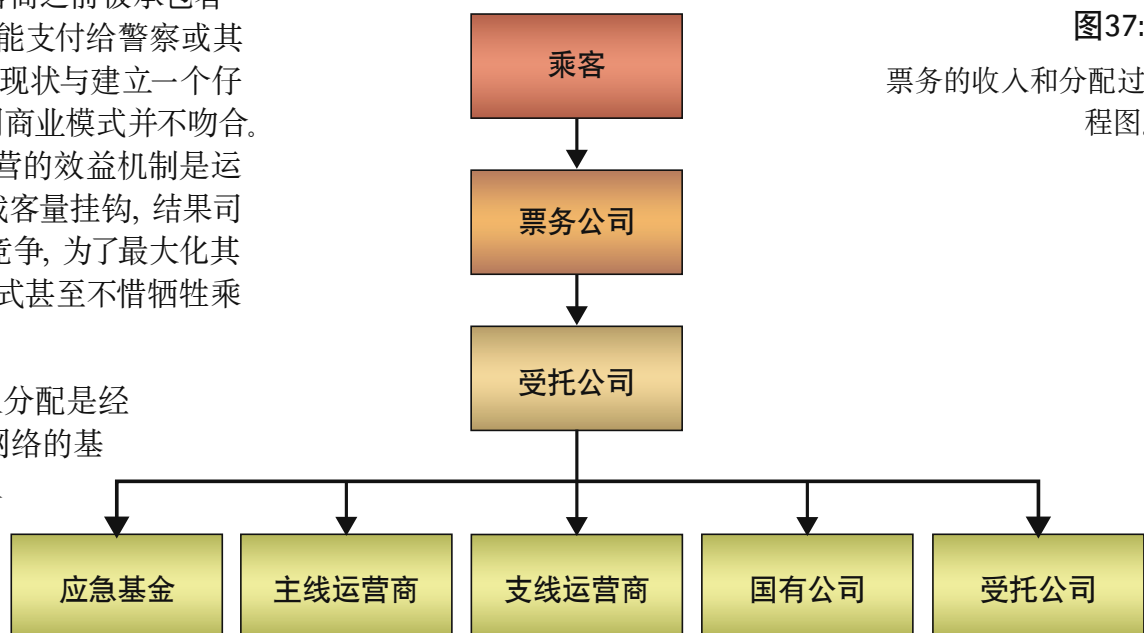 能支付给警察或其
现状与建立一个仔
商业模式并不吻合。
营的效益机制是运
客量挂钩, 结果司
竞争, 为了最大化其
式甚至不惜牺牲乘
分配是经
网络的基
图37:
票务的收入和分配过
程图
乘客
票务公司
受托公司
应急基金
主线运营商
支线运营商
国有公司
受托公司